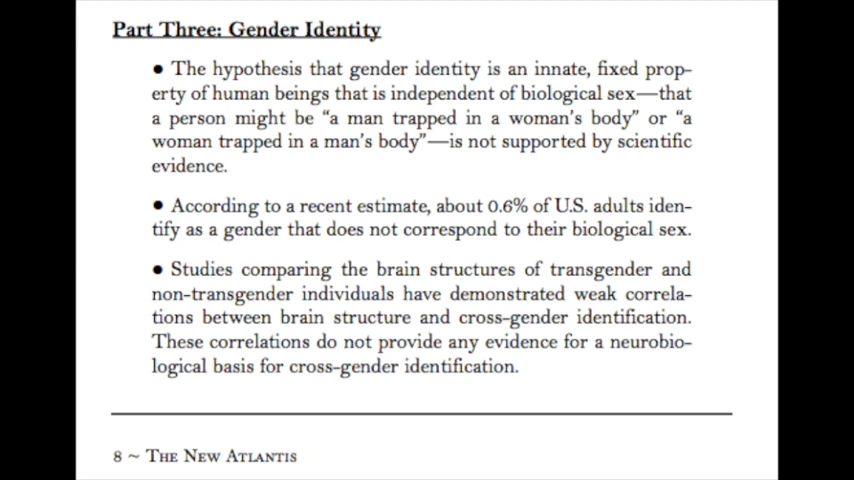 Part Three: Gender Identity
● The hypothesis that gender identity is an innate, fixed prop-
erty of human beings that is independent of biological sex—that
a person might be “a man trapped in a woman’s body” or “a
woman trapped in a man’s body”—is not supported by scientific
evidence.
● According to a recent estimate, about 0.6% of U.S. adults iden-
tify as a gender that does not correspond to their biological sex.
● Studies comparing the brain structures of transgender and
non-transgender individuals have demonstrated weak correla-
tions between brain structure and cross-gender identification.
These correlations do not provide any evidence for a neurobio-
logical basis for cross-gender identification.
8 ~ The New Atlantis